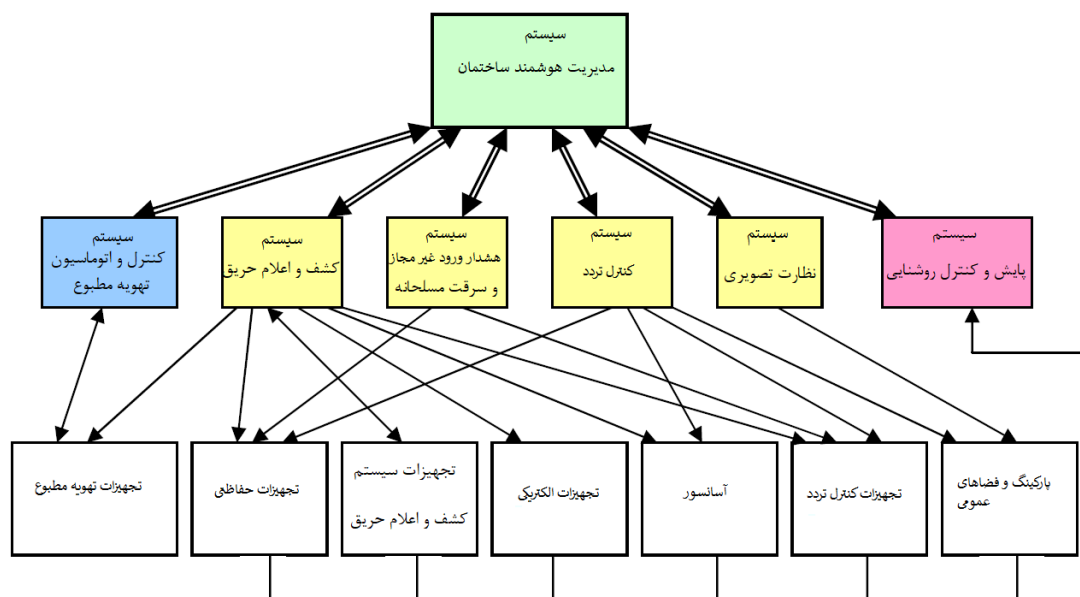 سیستم
مدیریت هوشمند ساختمان
سیستم
پایش و کنترل روشنایی
سیستم
نظارت تصویری
سیستم
کنترل تردد
سیستم
هشدار ورود غیر مجاز
و سرقت مسلحانه
سیستم
کشف و اعلام حریق
سیستم
کنترل و اتوماسیون
تهویه مطبوع
پارکینگ و فضاهای
عمومی
تجهیزات کنترل تردد
آسانسور
تجهیزات الکتریکی
تجهیزات سیستم
کشف و اعلام حریق
تجهیزات حفاظتی
تجهیزات تهویه مطبوع